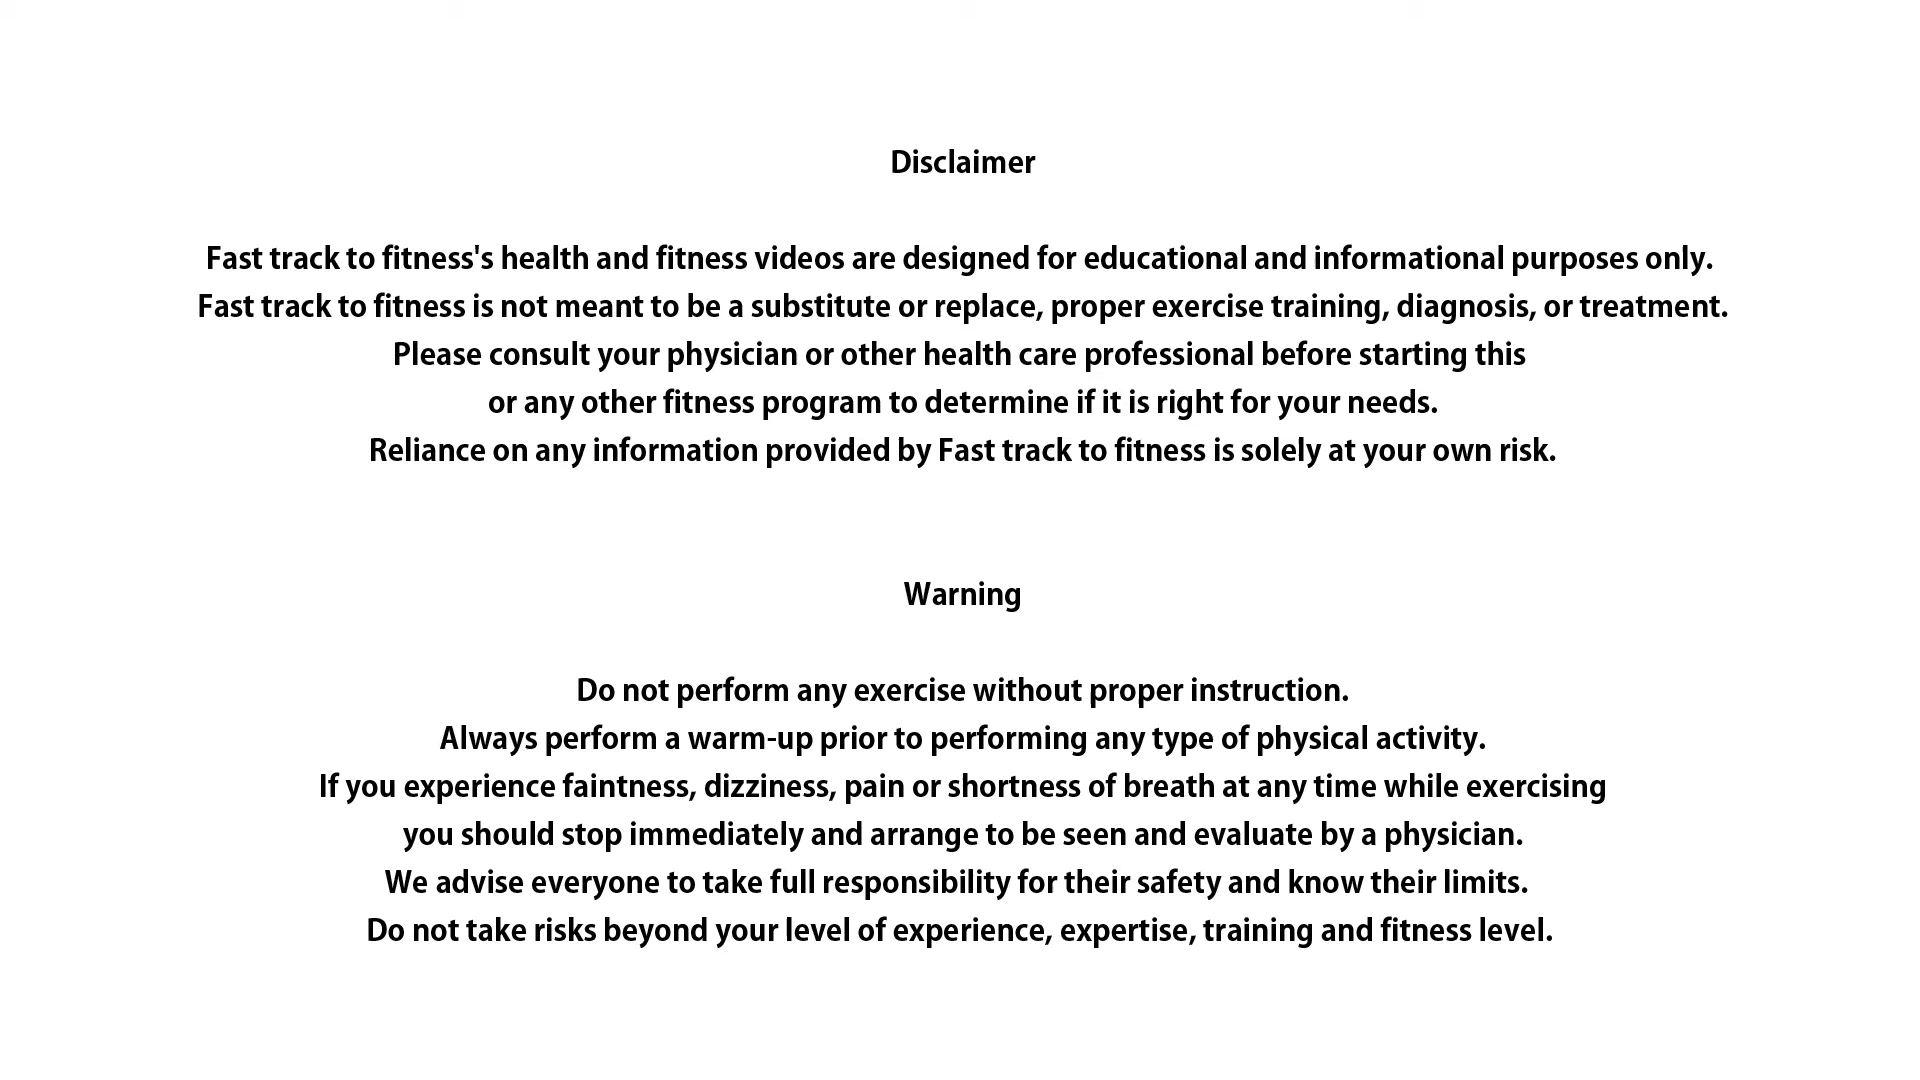 Disclaimer
Fast track to fitness's health and fitness videos are designed for educational and informational purposes only.
Fast track to fitness is not meant to be a substitute or replace, proper exercise training, diagnosis, or treatment.
Please consult your physician or other health care professional before starting this
or any other fitness program to determine if it is right for your needs.
Reliance on any information provided by Fast track to fitness is solely at your own risk.
Warning
Do not perform any exercise without proper instruction.
Always perform a warm-up prior to performing any type of physical activity.
If you experience faintness, dizziness, pain or shortness of breath at any time while exercising
you should stop immediately and arrange to be seen and evaluate by a physician.
We advise everyone to take full responsibility for their safety and know their limits.
Do not take risks beyond your level of experience, expertise, training and fitness level.